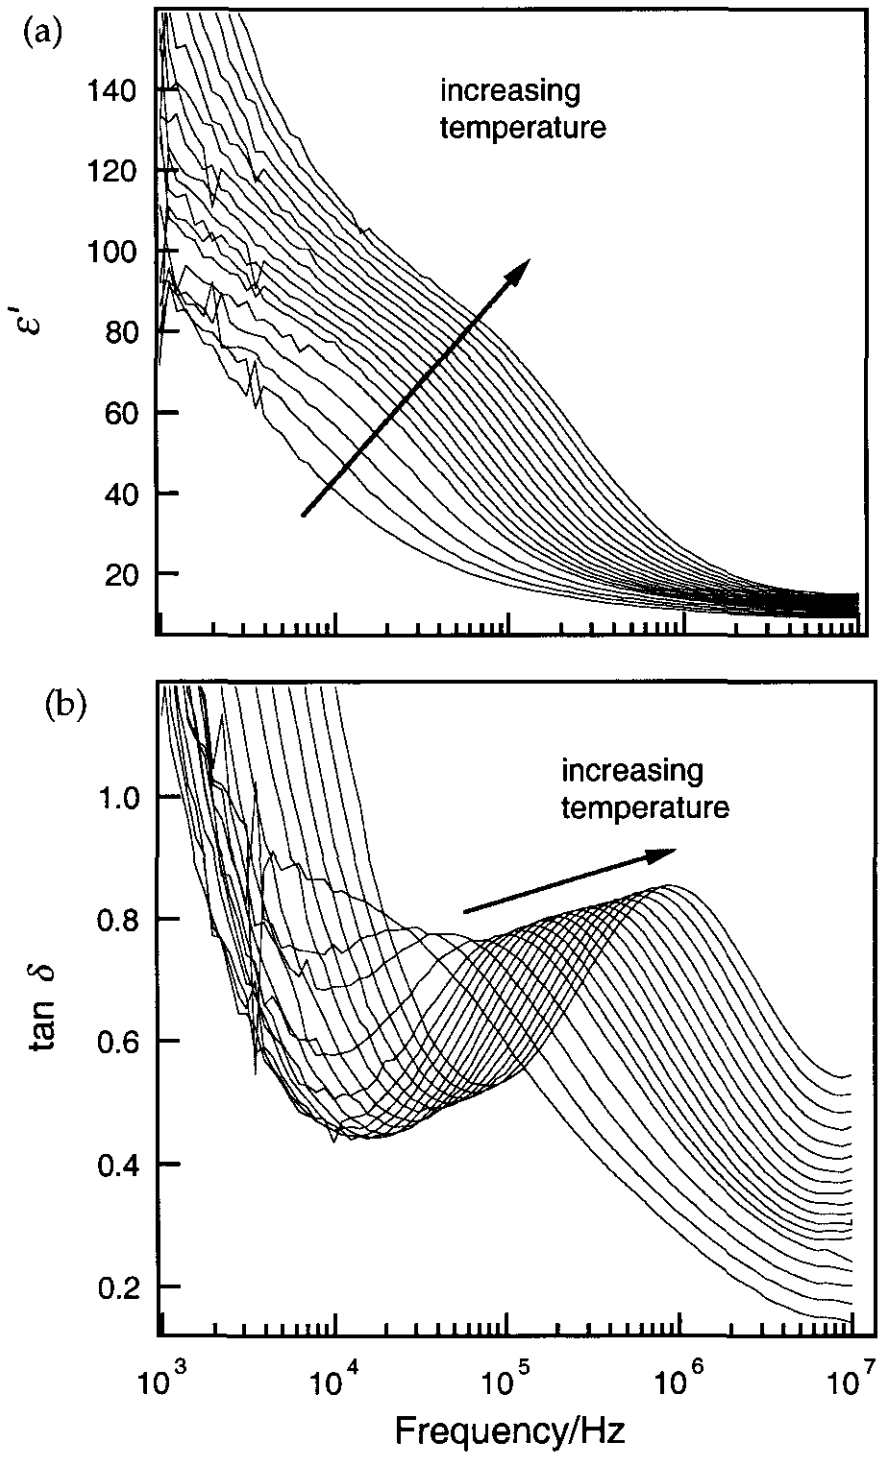 (a)
increasing
temperature
140
120
100
80
60
40
20
ε'
(b)
increasing
temperature
1.0
0.8
0.6
0.4
0.2
tan δ
10³ 10⁴ 10⁵ 10⁶ 10⁷
Frequency/Hz